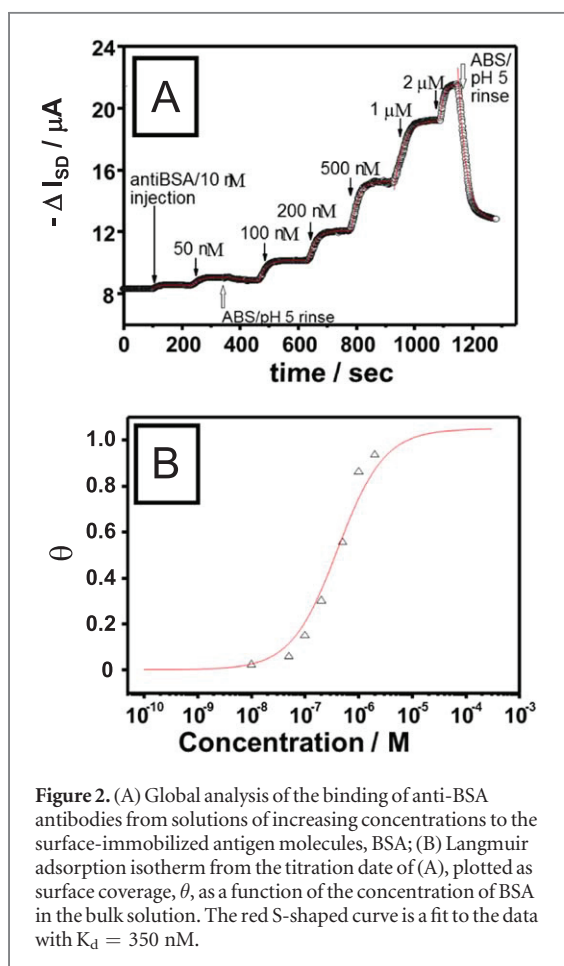 A
24
20
16
12
8
- Δ I_SD / μA
antiBSA/10 nM
injection
50 nM
100 nM
200 nM
500 nM
1 μM
2 μM
ABS/
pH 5
rinse
ABS/pH 5 rinse
0 200 400 600 800 1000 1200
time / sec
B
1.0
0.8
0.6
0.4
0.2
0
θ
10⁻¹⁰ 10⁻⁹ 10⁻⁸ 10⁻⁷ 10⁻⁶ 10⁻⁵ 10⁻⁴ 10⁻³
Concentration / M
Figure 2. (A) Global analysis of the binding of anti-BSA
antibodies from solutions of increasing concentrations to the
surface-immobilized antigen molecules, BSA; (B) Langmuir
adsorption isotherm from the titration date of (A), plotted as
surface coverage, θ, as a function of the concentration of BSA
in the bulk solution. The red S-shaped curve is a fit to the data
with K_d = 350 nM.